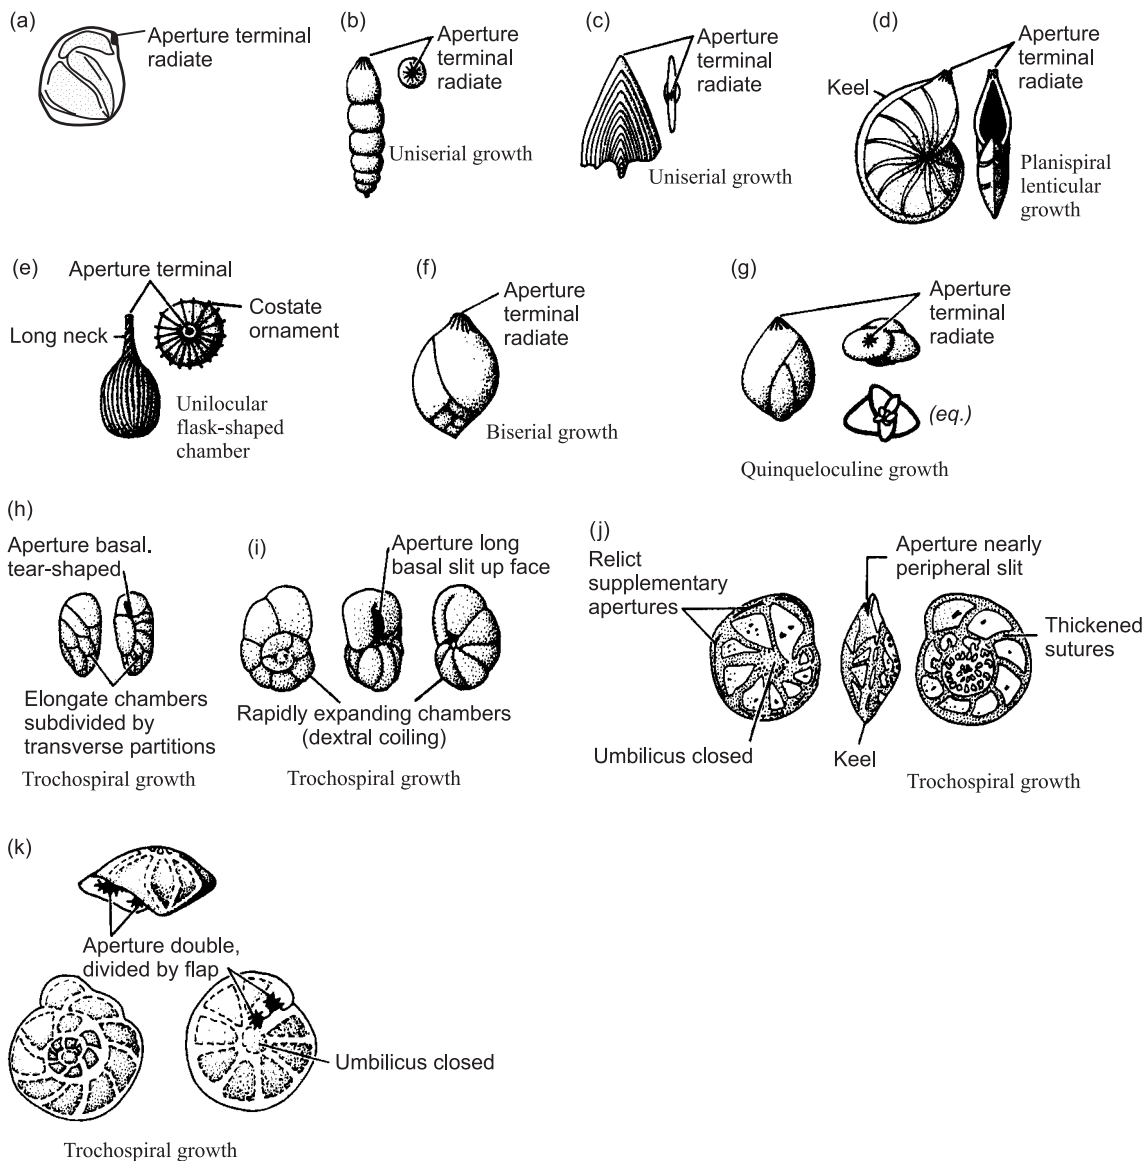 (a)
Aperture terminal
radiate
(b)
Aperture
terminal
radiate
Uniserial growth
(c)
Aperture
terminal
radiate
Uniserial growth
(d)
Aperture
terminal
radiate
Keel
Planispiral
lenticular
growth
(e)
Aperture terminal
Costate
ornament
Long neck
Unilocular
flask-shaped
chamber
(f)
Aperture
terminal
radiate
Biserial growth
(g)
Aperture
terminal
radiate
(eq.)
Quinqueloculine growth
(h)
Aperture basal.
tear-shaped
Elongate chambers
subdivided by
transverse partitions
Trochospiral growth
(i)
Aperture long
basal slit up face
Rapidly expanding chambers
(dextral coiling)
Trochospiral growth
(j)
Relict
supplementary
apertures
Aperture nearly
peripheral slit
Thickened
sutures
Umbilicus closed
Keel
Trochospiral growth
(k)
Aperture double,
divided by flap
Umbilicus closed
Trochospiral growth